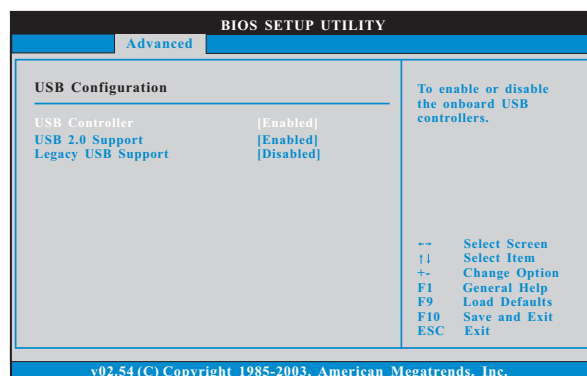 BIOS SETUP UTILITY
Advanced
USB Configuration
USB Controller [Enabled]
USB 2.0 Support [Enabled]
Legacy USB Support [Disabled]
To enable or disable
the onboard USB
controllers.
←→ Select Screen
↑↓ Select Item
+- Change Option
F1 General Help
F9 Load Defaults
F10 Save and Exit
ESC Exit
v02.54 (C) Copyright 1985-2003, American Megatrends, Inc.